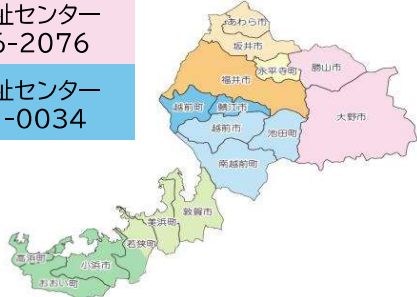 祉センター
-2076
祉センター
-0034
あわら市
坂井市
永平寺町
勝山市
福井市
越前町
鯖江市
大野市
越前市
池田町
南越前町
敦賀市
美浜町
若狭町
高浜町
小浜市
おおい町